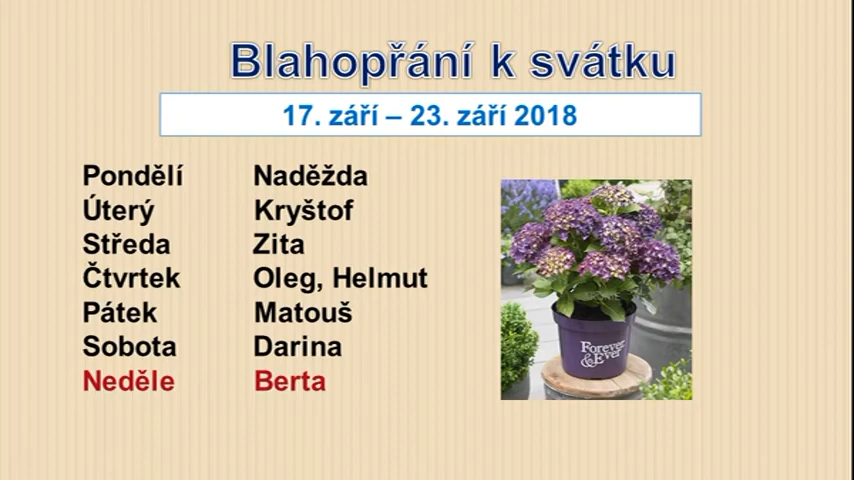 Blahopřání k svátku
17. září – 23. září 2018
Pondělí Naděžda
Úterý Kryštof
Středa Zita
Čtvrtek Oleg, Helmut
Pátek Matouš
Sobota Darina
Neděle Berta
Forever
&Ever